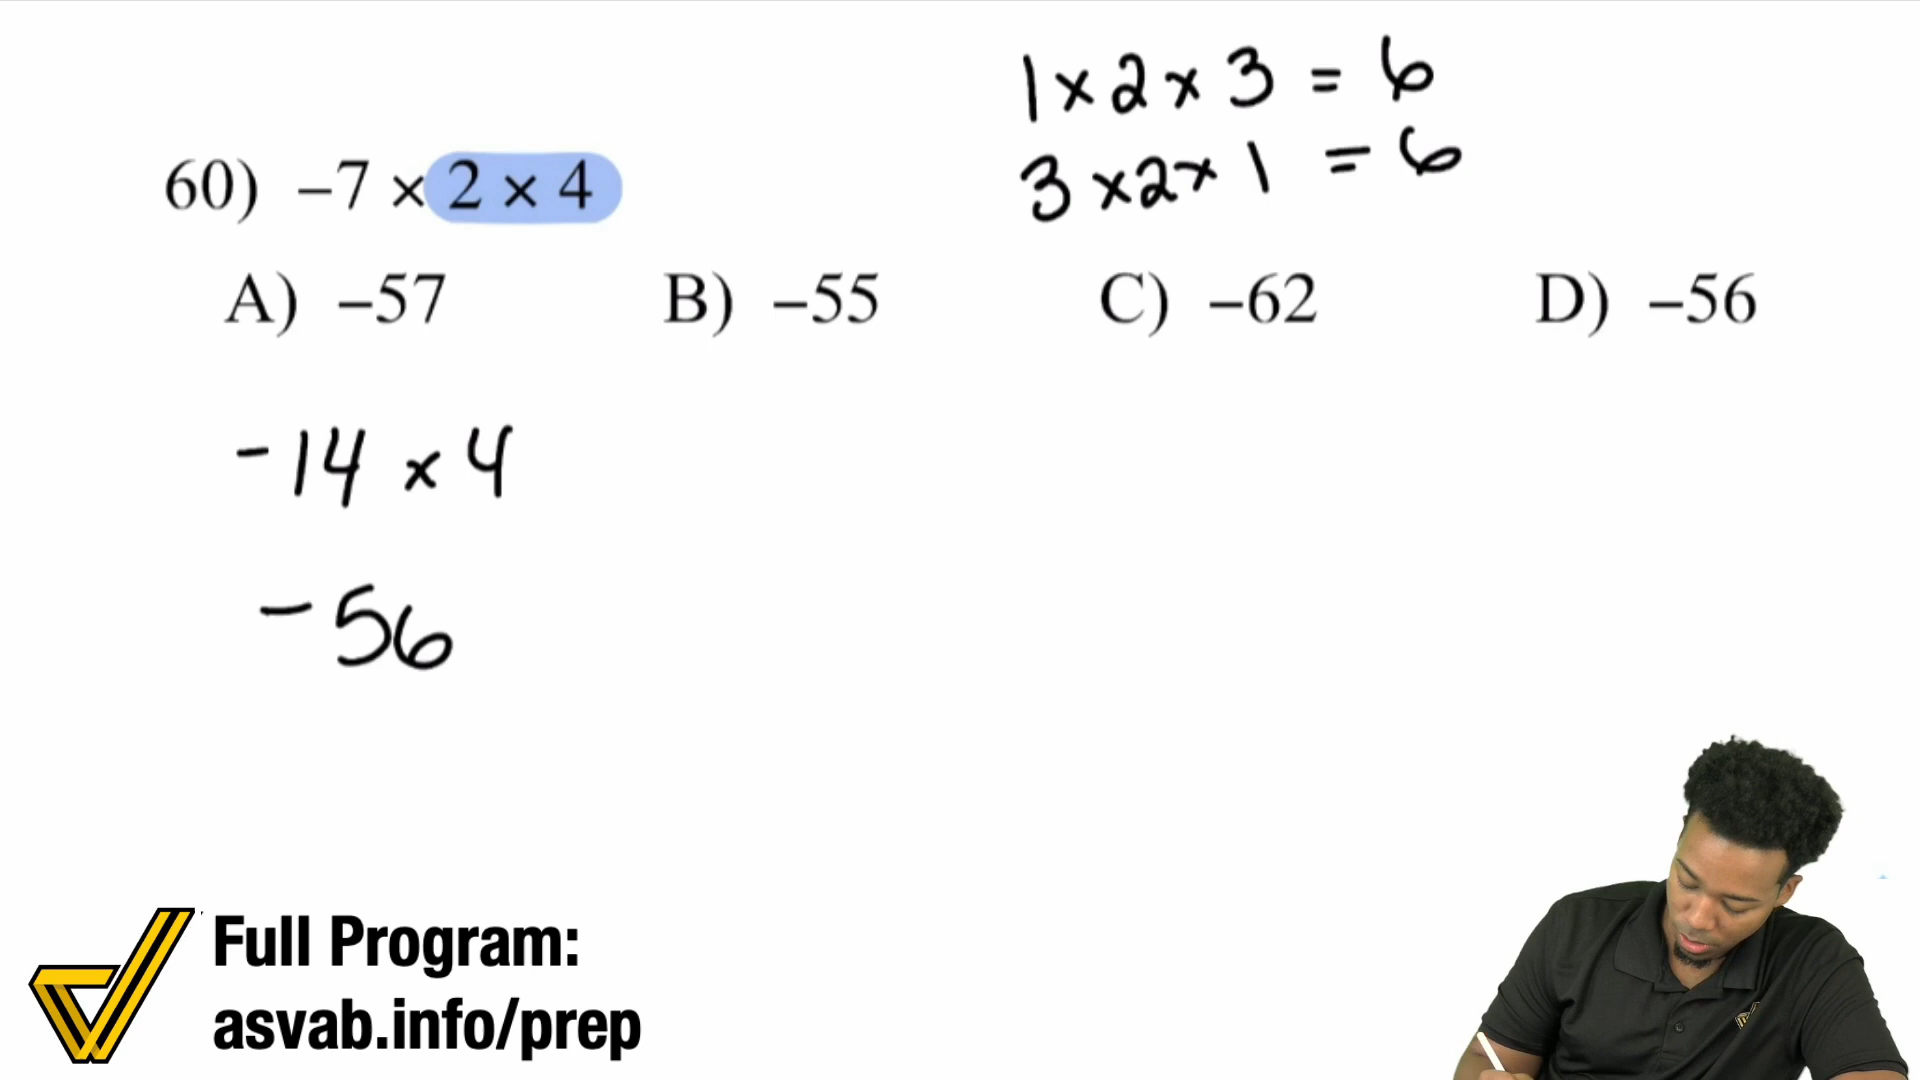 1 × 2 × 3 = 6
3 × 2 × 1 = 6
60) −7 × 2 × 4
A) −57 B) −55 C) −62 D) −56
-14 × 4
-56
Full Program:
asvab.info/prep